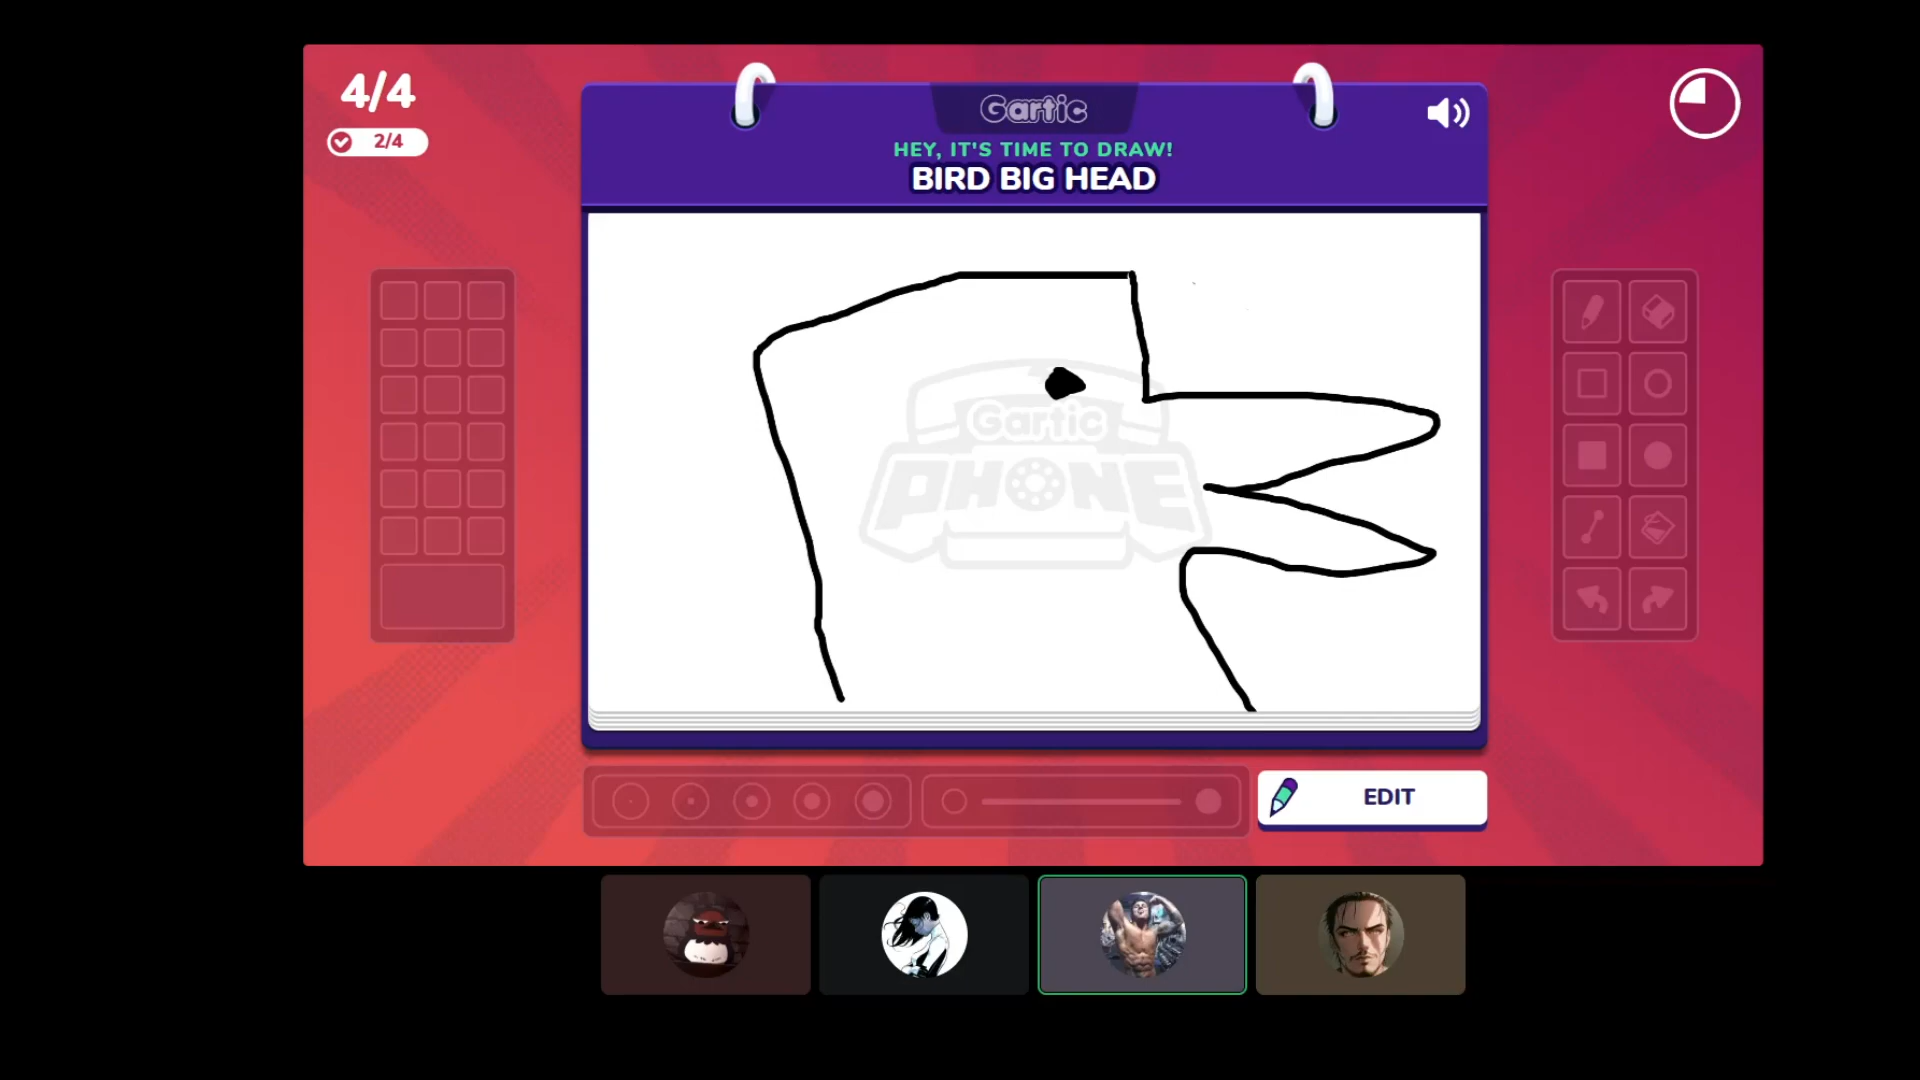 4/4
2/4
Gartic
HEY, IT'S TIME TO DRAW!
BIRD BIG HEAD
Gartic
PHONE
EDIT